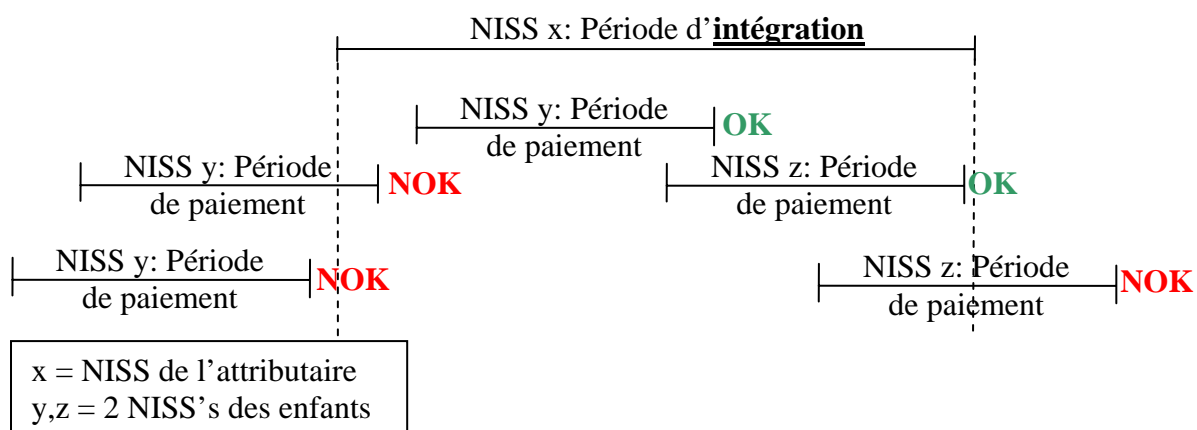 NISS x: Période d’intégration
NISS y: Période
de paiement
OK
NISS y: Période
de paiement
NOK
NISS z: Période
de paiement
OK
NISS y: Période
de paiement
NOK
NISS z: Période
de paiement
NOK
x = NISS de l’attributaire
y,z = 2 NISS’s des enfants